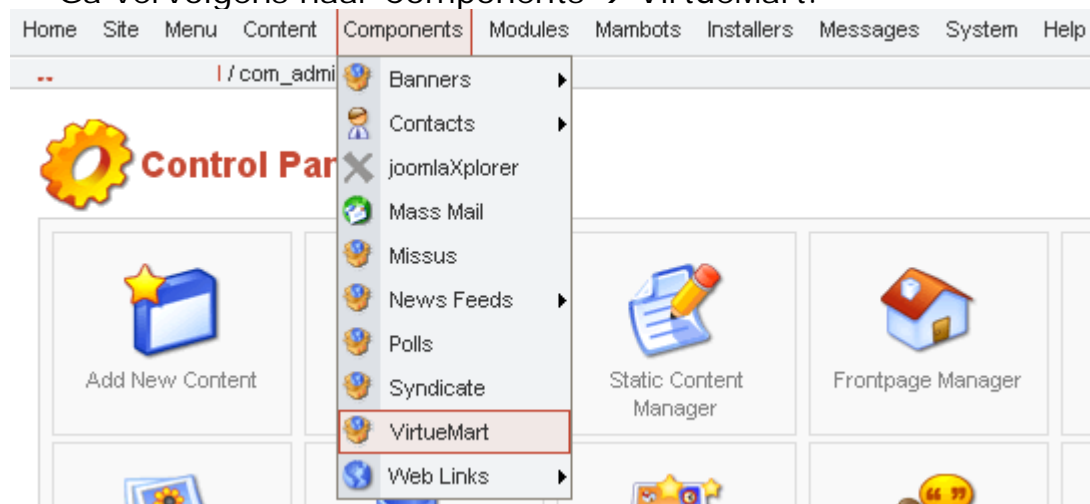 Ga vervolgens naar Components → VirtueMart.
Home Site Menu Content Components Modules Mambots Installers Messages System Help
/ com_admi
Banners
Contacts
joomlaXplorer
Mass Mail
Missus
News Feeds
Polls
Syndicate
VirtueMart
Web Links
Control Pan
Add New Content
Static Content
Manager
Frontpage Manager